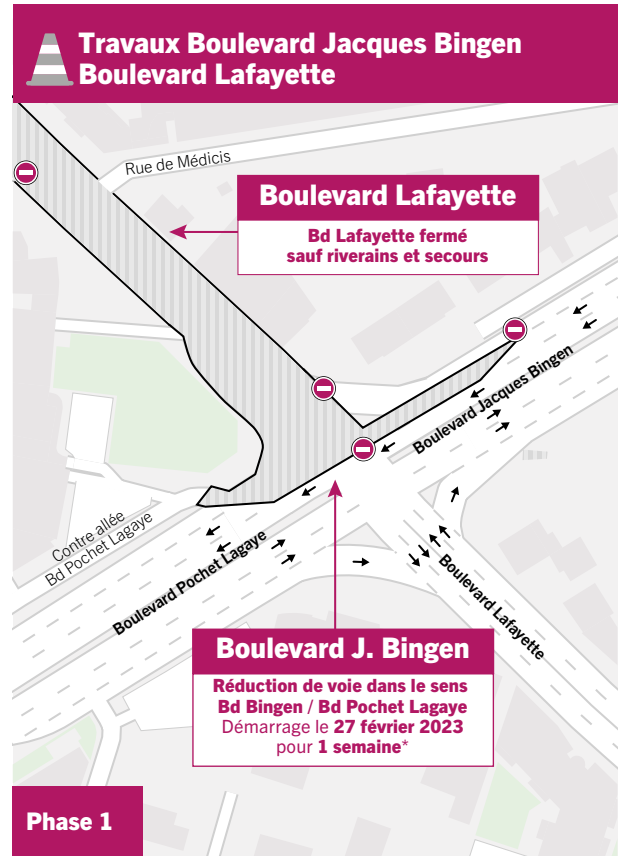 Travaux Boulevard Jacques Bingen
Boulevard Lafayette
Rue de Médicis
Boulevard Lafayette
Bd Lafayette fermé
sauf riverains et secours
Boulevard Jacques Bingen
Contre allée
Bd Pochet Lagaye
Boulevard Pochet Lagaye
Boulevard Lafayette
Boulevard J. Bingen
Réduction de voie dans le sens
Bd Bingen / Bd Pochet Lagaye
Démarrage le 27 février 2023
pour 1 semaine*
Phase 1